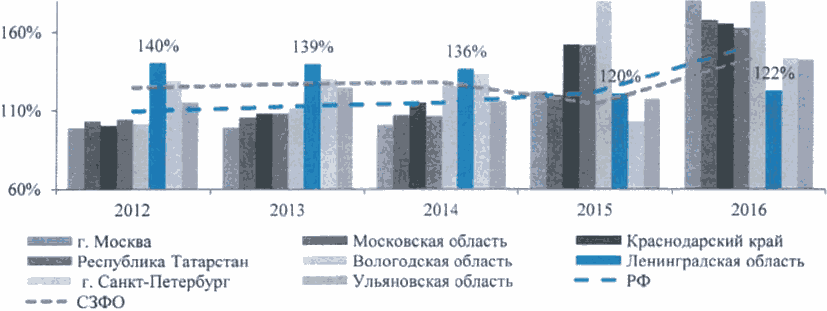 160%
110%
60%
140%
139%
136%
120%
122%
2012 2013 2014 2015 2016
г. Москва Московская область Краснодарский край
Республика Татарстан Вологодская область Ленинградская область
г. Санкт-Петербург Ульяновская область РФ
СЗФО